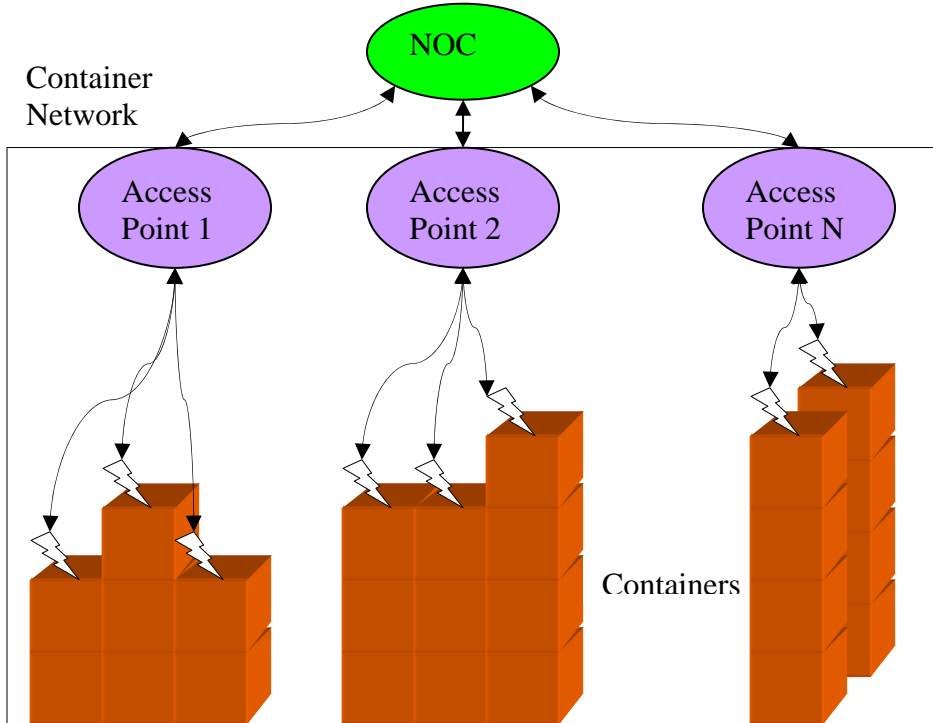 NOC
Container
Network
Access
Point 1
Access
Point 2
Access
Point N
Containers